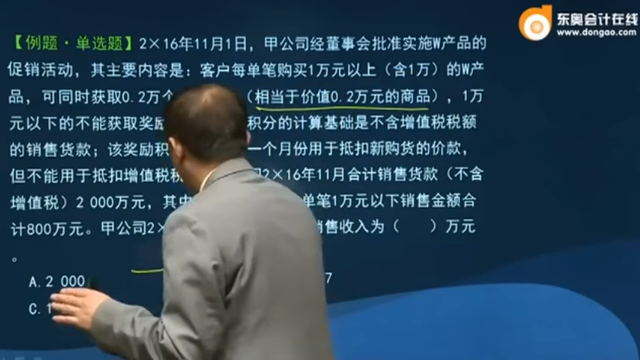 东奥会计在线
www.dongao.com
【例题·单选题】2×16年11月1日，甲公司经董事会批准实施W产品的
促销活动，其主要内容是：客户每单笔购买1万元以上（含1万）的W产
品，可同时获取0.2万个 （相当于价值0.2万元的商品），1万
元以下的不能获奖励 积分的计算基础是不含增值税税额
的销售货款；该奖励积 一个月份用于抵扣新购货的价款，
但不能用于抵扣增值税税 司2×16年11月合计销售货款（不含
增值税）2 000万元，其中 单笔1万元以下销售金额合
计800万元。甲公司2× 销售收入为（ ）万元
。
A.2 000 7
C.1